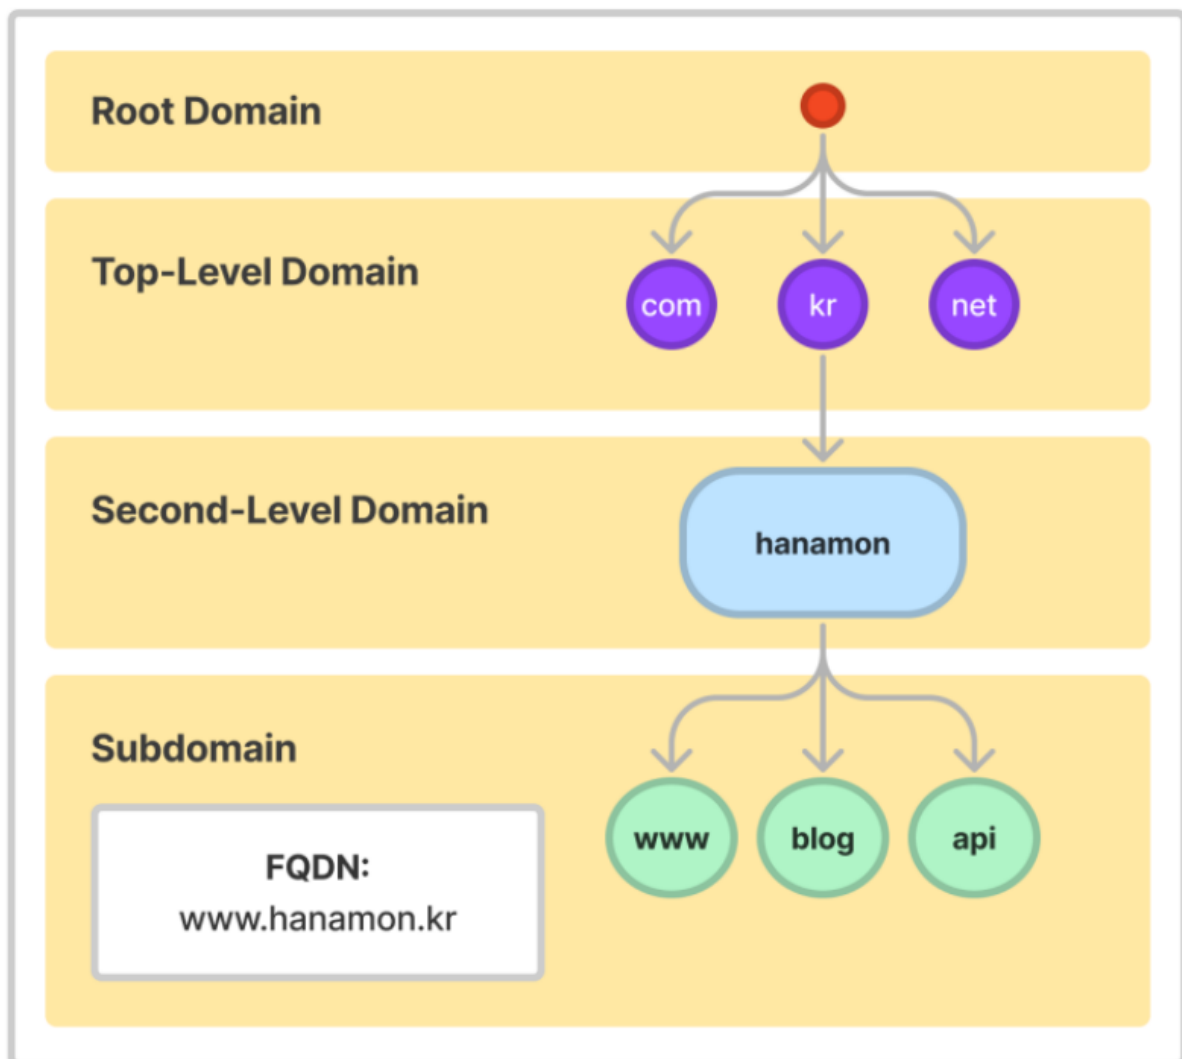 Root Domain
Top-Level Domain
com
kr
net
Second-Level Domain
hanamon
Subdomain
www
blog
api
FQDN:
www.hanamon.kr